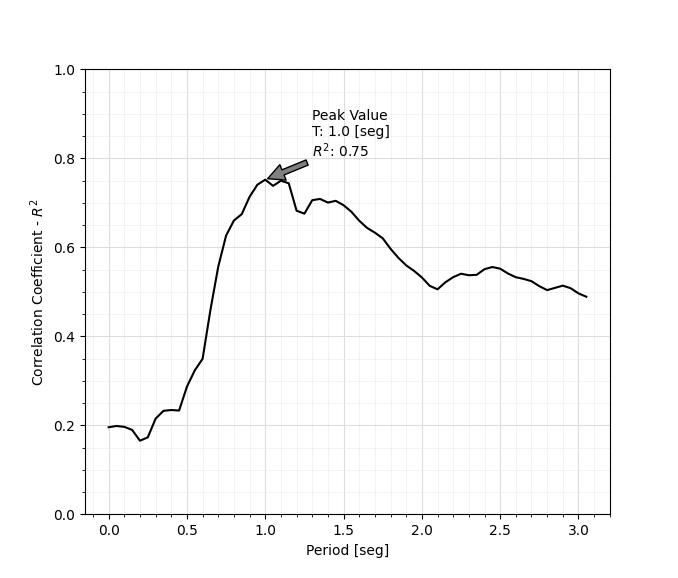 Peak Value
T: 1.0 [seg]
R²: 0.75
1.0
0.8
0.6
0.4
0.2
0.0
Correlation Coefficient - R²
0.0 0.5 1.0 1.5 2.0 2.5 3.0
Period [seg]